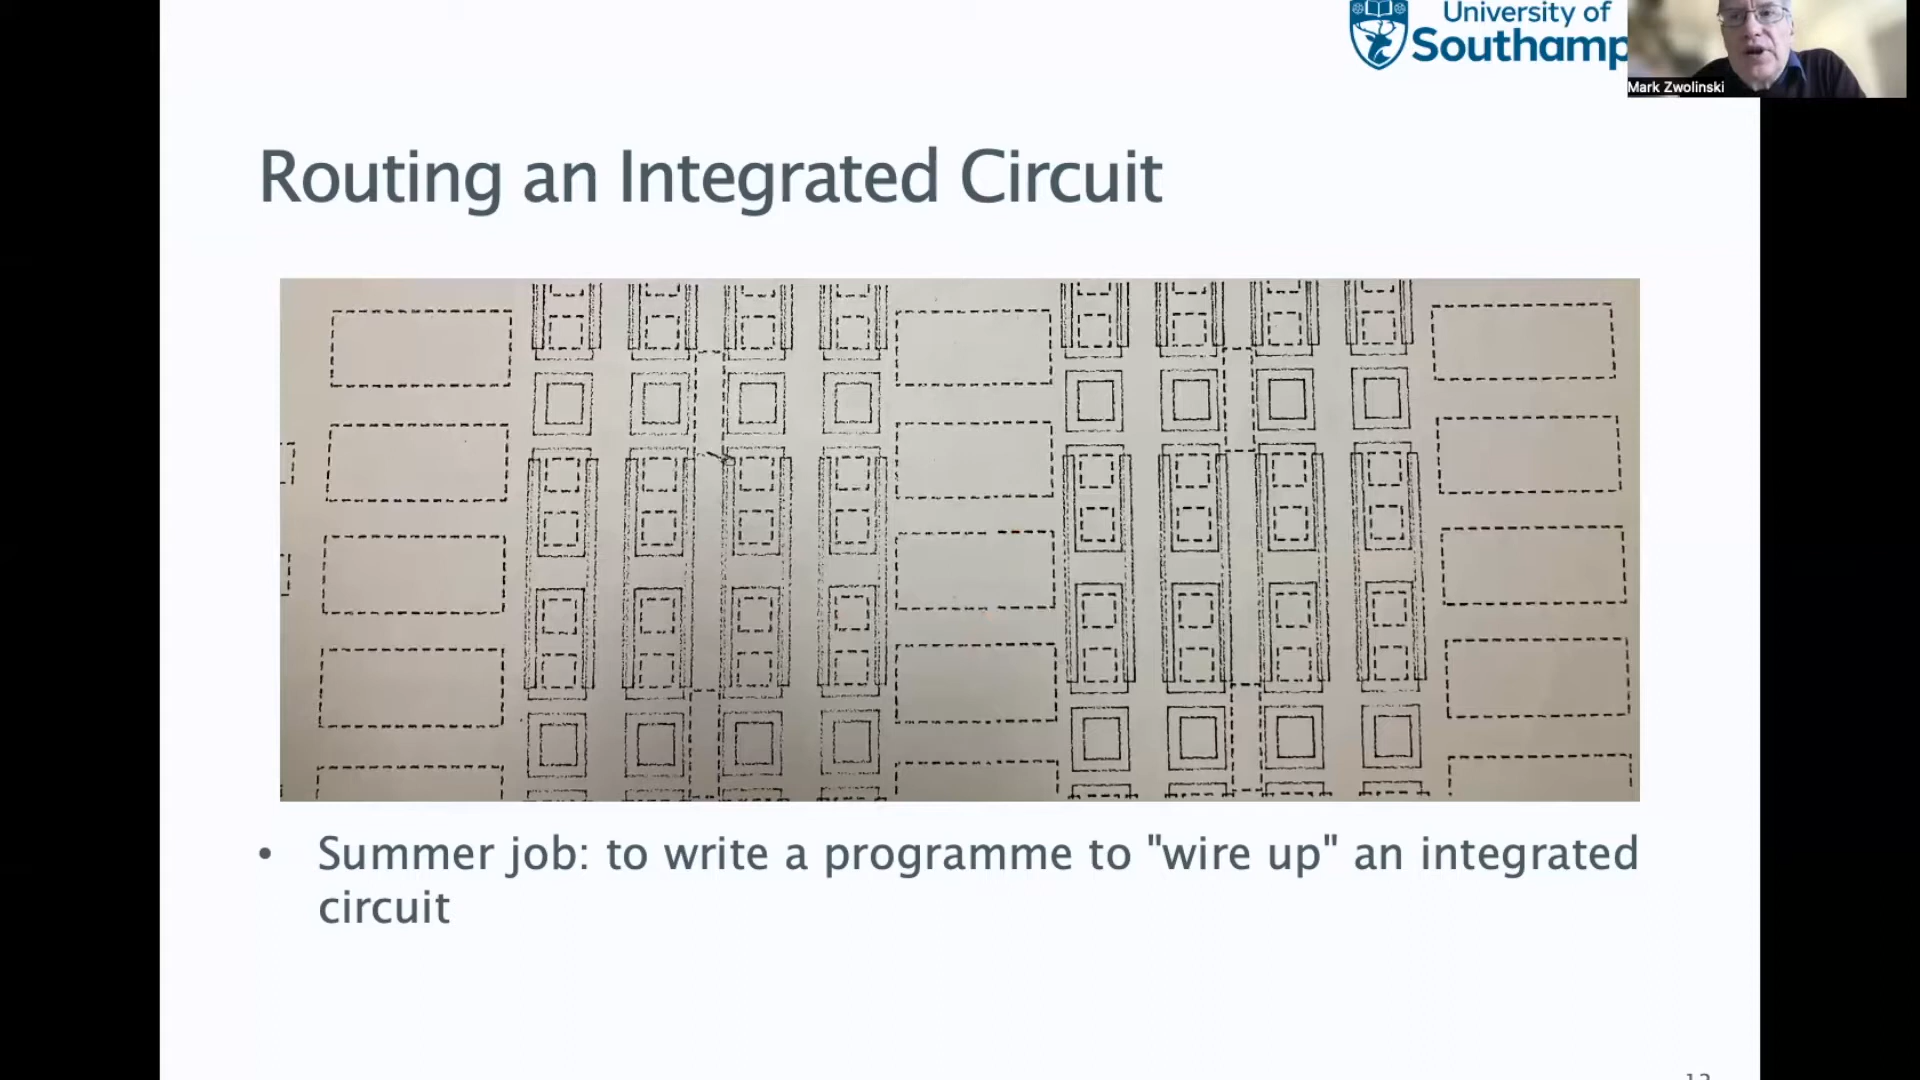 University of
Southamp
Mark Zwolinski
Routing an Integrated Circuit
• Summer job: to write a programme to "wire up" an integrated
circuit